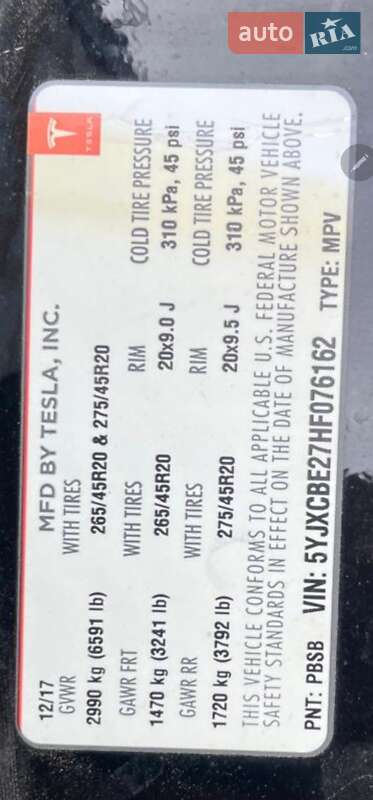 auto RIA.com
TESLA
12/17 MFD BY TESLA, INC.
GVWR WITH TIRES
2990 kg (6591 lb) 265/45R20 & 275/45R20
GAWR FRT WITH TIRES RIM COLD TIRE PRESSURE
1470 kg (3241 lb) 265/45R20 20x9.0 J 310 kPa, 45 psi
GAWR RR WITH TIRES RIM COLD TIRE PRESSURE
1720 kg (3792 lb) 275/45R20 20x9.5 J 310 kPa, 45 psi
THIS VEHICLE CONFORMS TO ALL APPLICABLE U.S. FEDERAL MOTOR VEHICLE
SAFETY STANDARDS IN EFFECT ON THE DATE OF MANUFACTURE SHOWN ABOVE.
PNT: PBSB VIN: 5YJXCBE27HF076162 TYPE: MPV